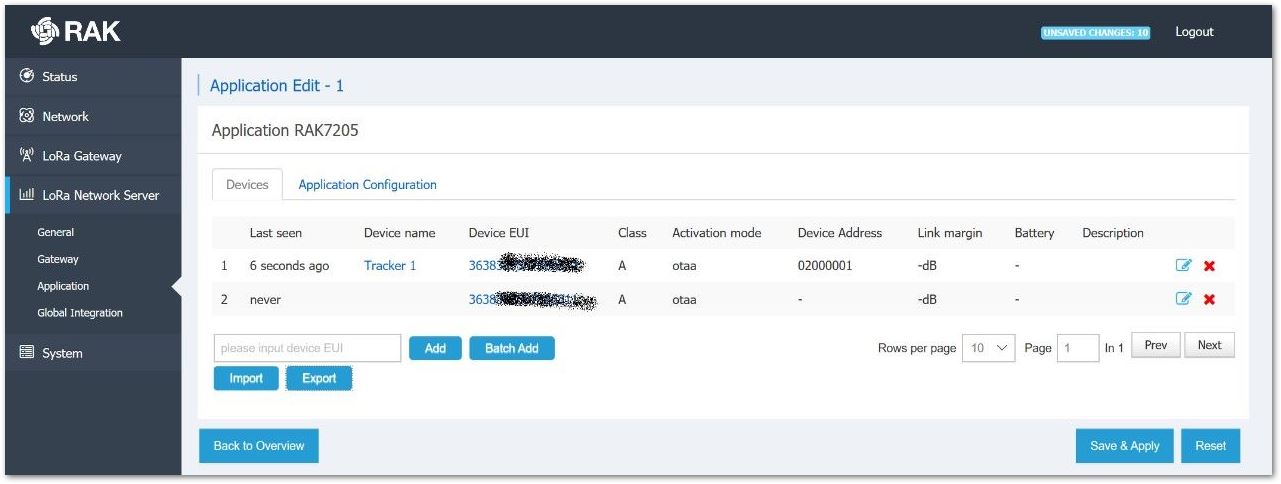 RAK
UNSAVED CHANGES: 10 Logout
Status
Network
LoRa Gateway
LoRa Network Server
General
Gateway
Application
Global Integration
System
Application Edit - 1
Application RAK7205
Devices Application Configuration
Last seen Device name Device EUI Class Activation mode Device Address Link margin Battery Description
1 6 seconds ago Tracker 1 A otaa 02000001 -dB -
2 never A otaa - -dB -
please input device EUI Add Batch Add Rows per page 10 Page 1 In 1 Prev Next
Import Export
Back to Overview Save & Apply Reset